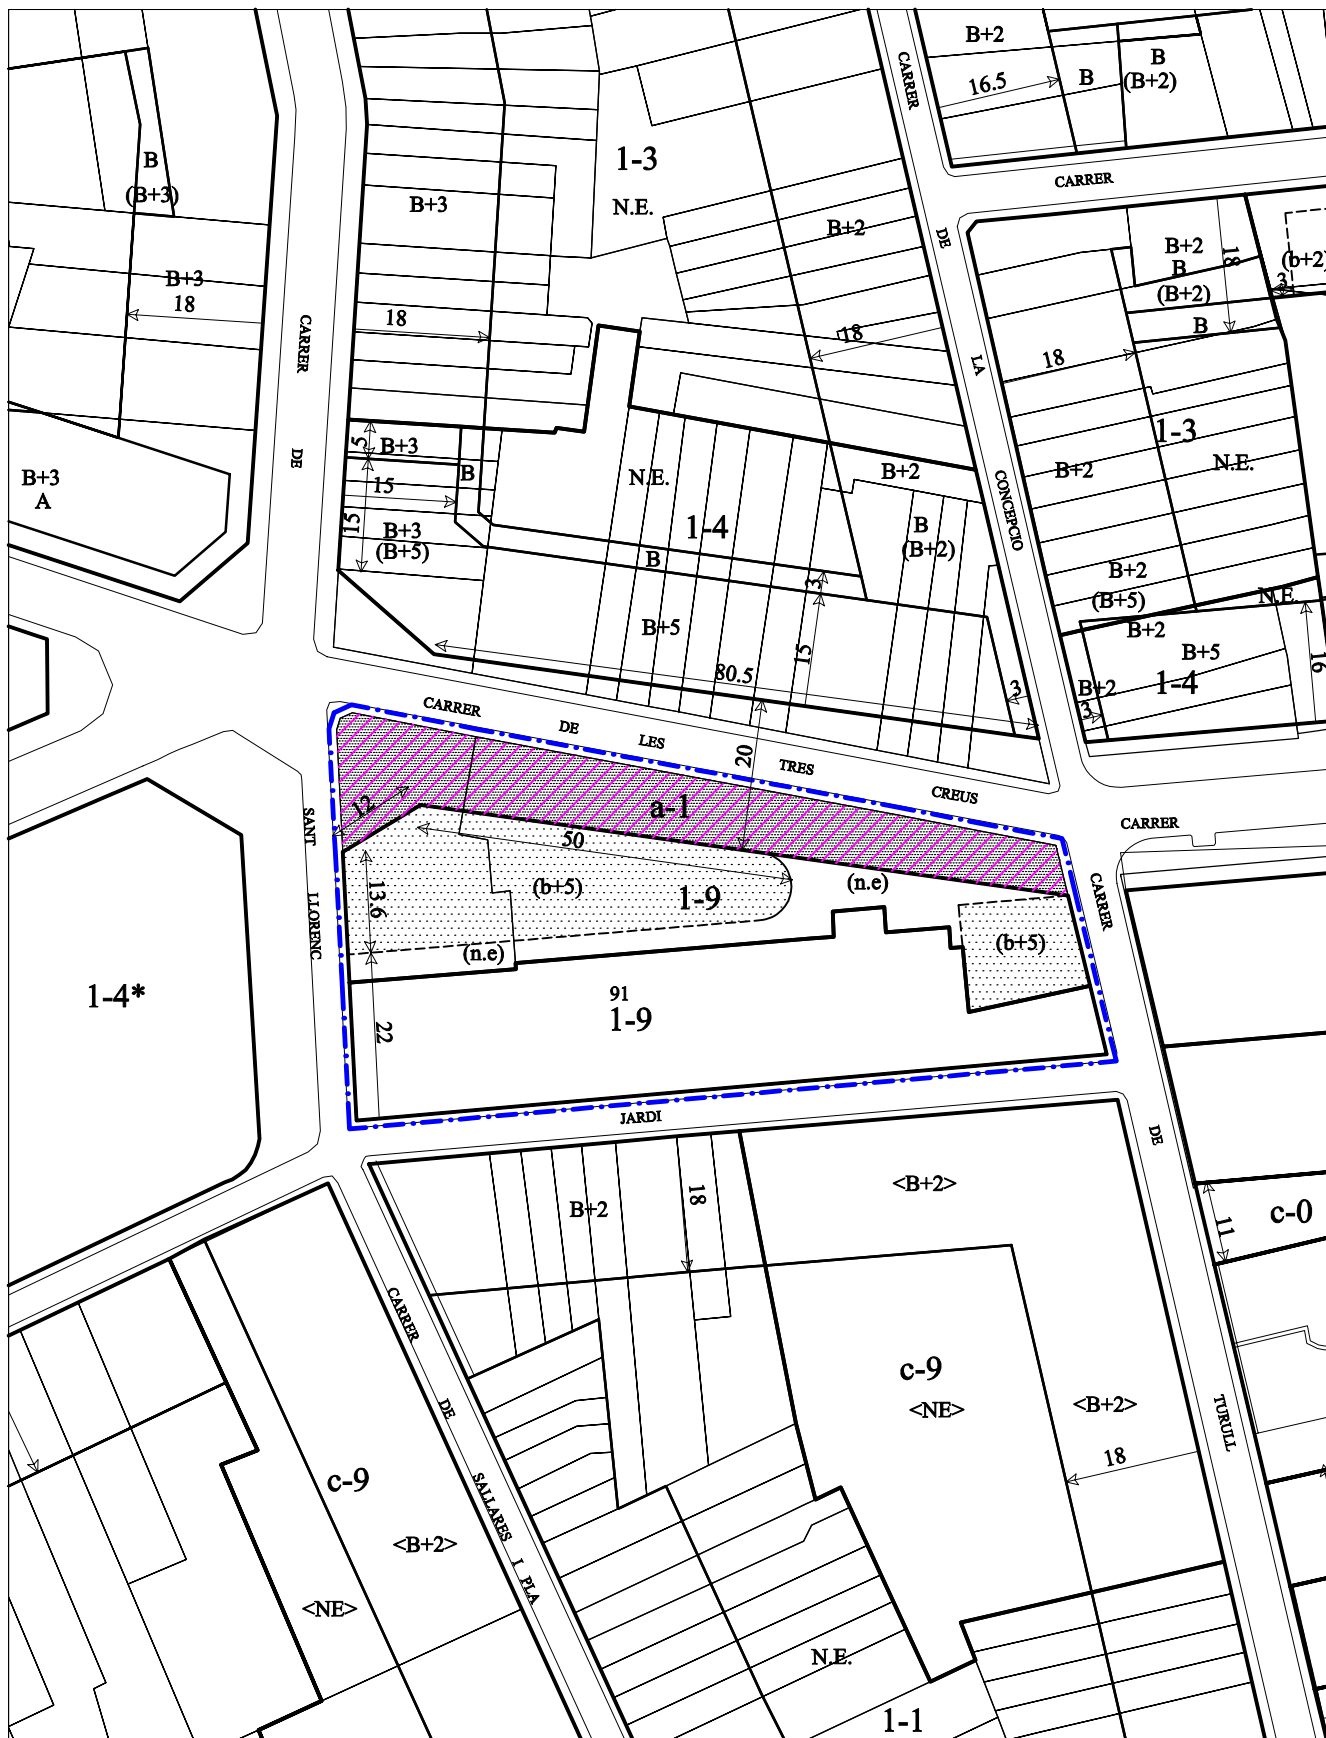 B+2
B
B
(B+2)
16.5
CARRER
1-3
N.E.
B
(B+3)
B+3
B+2
CARRER
DE
B+2
B
(B+2)
B
18
(b+2)
3
B+3
18
18
18
18
CARRER
LA
1-3
N.E.
B+2
DE
5
B+3
B
15
15
B+3
(B+5)
N.E.
1-4
B
B+2
B
(B+2)
CONCEPCIO
B+3
A
B+2
(B+5)
N.E.
3
B+5
15
80.5
3
B+2
B+5
1-4
B+2
3
16
CARRER
DE
LES
TRES
CREUS
20
CARRER
SANT
LLORENC
12
a-1
50
13.6
(b+5)
1-9
(n.e)
CARRER
(n.e)
(b+5)
1-4*
91
1-9
22
JARDI
DE
B+2
18
<B+2>
11
c-0
CARRER
DE
SALLARES I PLA
c-9
<NE>
<B+2>
18
TURULL
c-9
<B+2>
<NE>
N.E.
1-1